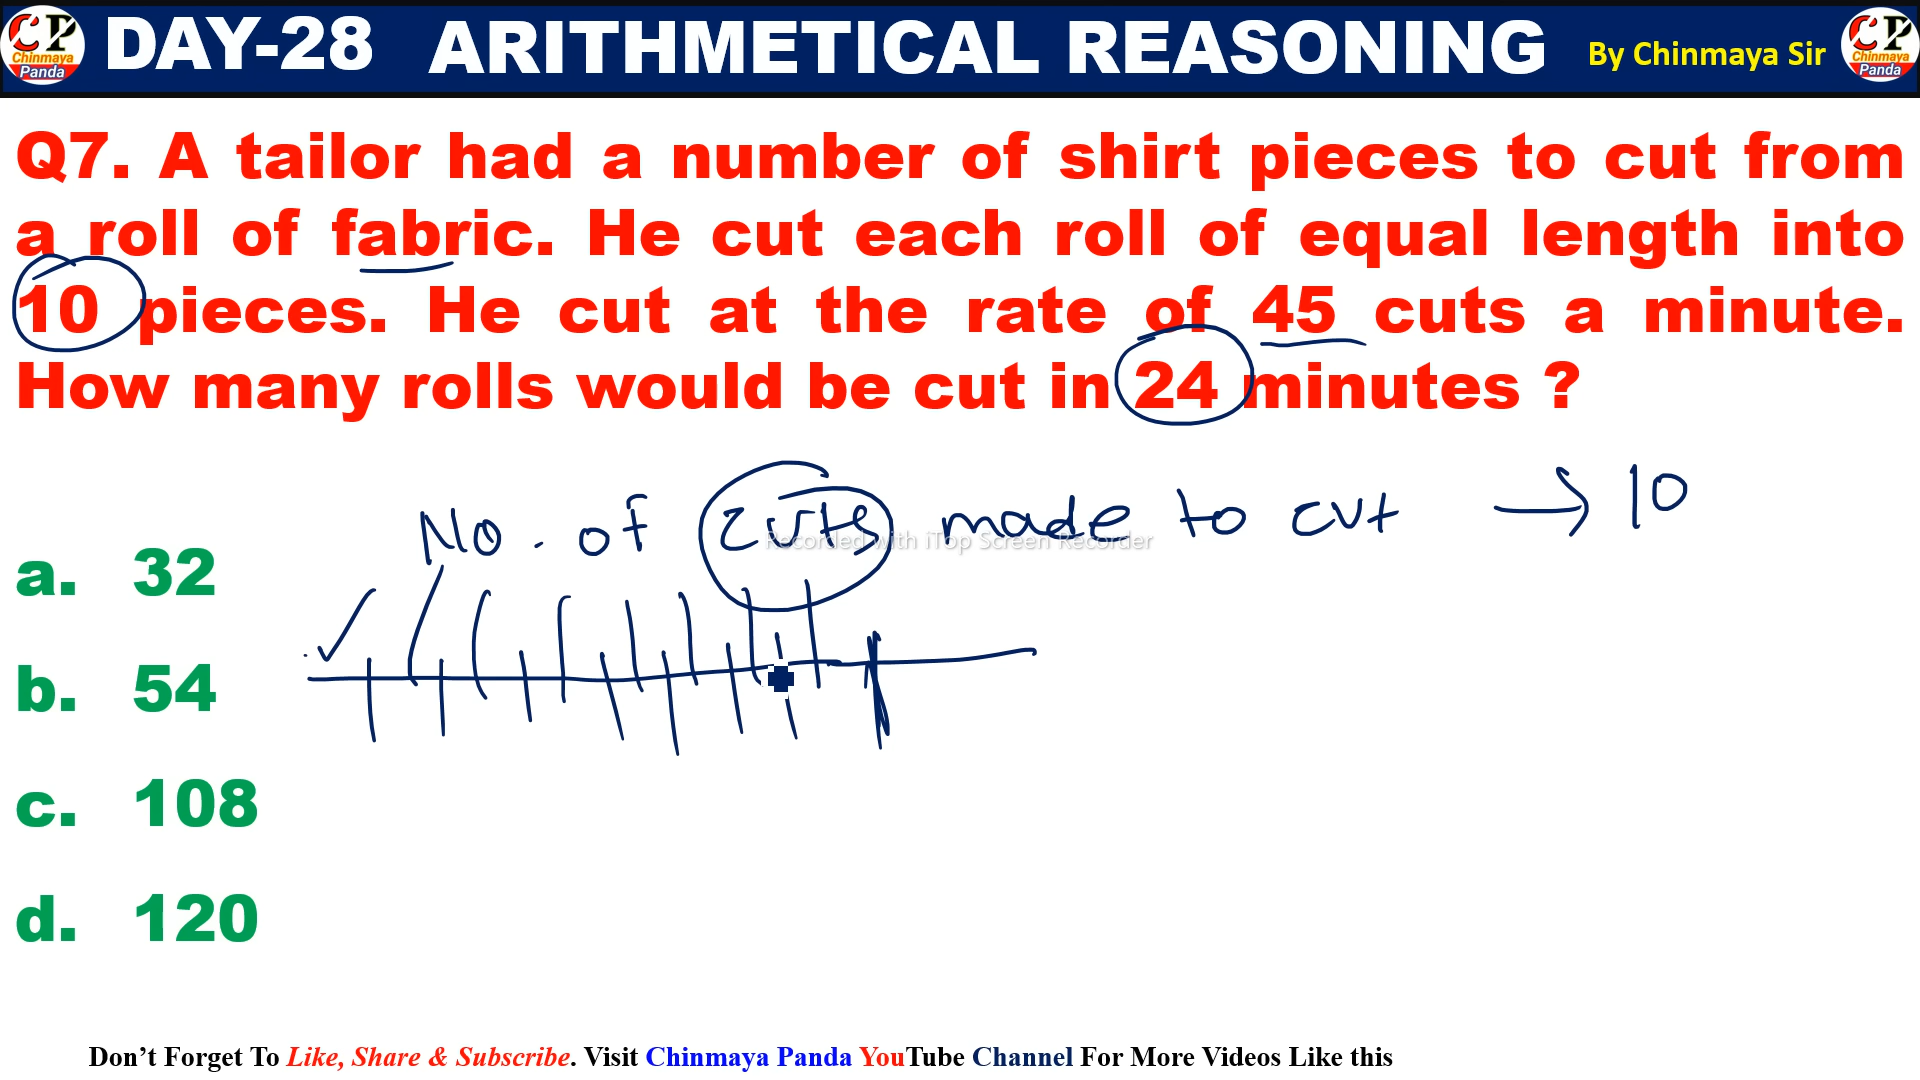 CP Chinmaya Panda DAY-28 ARITHMETICAL REASONING By Chinmaya Sir CP Chinmaya Panda
Q7. A tailor had a number of shirt pieces to cut from
a roll of fabric. He cut each roll of equal length into
10 pieces. He cut at the rate of 45 cuts a minute.
How many rolls would be cut in 24 minutes ?
No. of cuts made to cut → 10
Recorded with iTop Screen Recorder
a. 32
b. 54
c. 108
d. 120
Don’t Forget To Like, Share & Subscribe. Visit Chinmaya Panda YouTube Channel For More Videos Like this